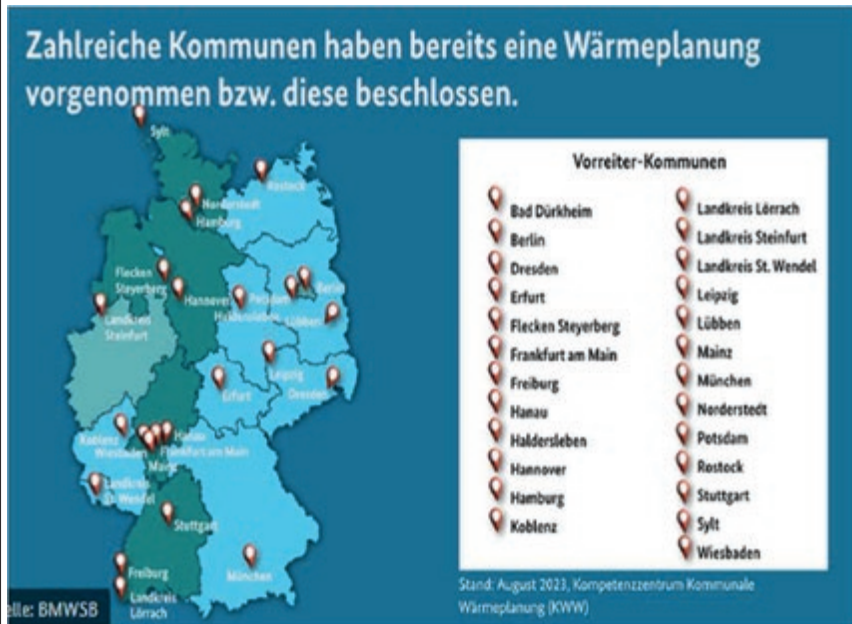 Zahlreiche Kommunen haben bereits eine Wärmeplanung
vorgenommen bzw. diese beschlossen.
Sylt
Rostock
Norderstedt
Hamburg
Flecken
Steyerberg
Hannover
Potsdam
Berlin
Haldersleben
Lübben
Landkreis
Steinfurt
Leipzig
Erfurt
Dresden
Koblenz
Hanau
Wiesbaden
Frankfurt am Main
Mainz
Landkreis
St. Wendel
Stuttgart
Freiburg
München
Landkreis
Lörrach
elle: BMWSB
Vorreiter-Kommunen
Bad Dürkheim
Berlin
Dresden
Erfurt
Flecken Steyerberg
Frankfurt am Main
Freiburg
Hanau
Haldersleben
Hannover
Hamburg
Koblenz
Landkreis Lörrach
Landkreis Steinfurt
Landkreis St. Wendel
Leipzig
Lübben
Mainz
München
Norderstedt
Potsdam
Rostock
Stuttgart
Sylt
Wiesbaden
Stand: August 2023, Kompetenzzentrum Kommunale
Wärmeplanung (KWW)